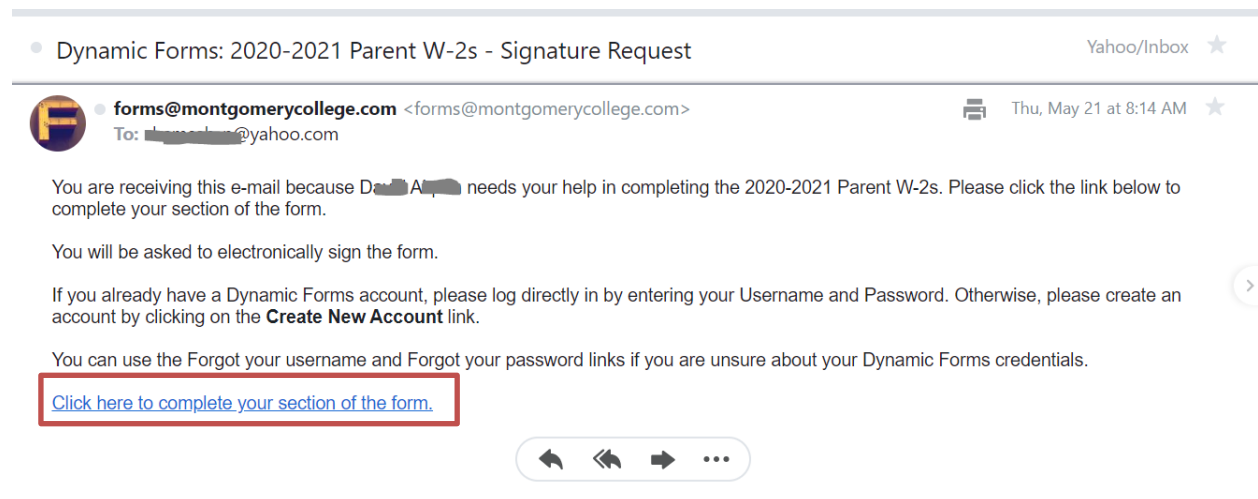 Dynamic Forms: 2020-2021 Parent W-2s - Signature Request
Yahoo/Inbox
F
forms@montgomerycollege.com <forms@montgomerycollege.com>
Thu, May 21 at 8:14 AM
To: @yahoo.com
You are receiving this e-mail because needs your help in completing the 2020-2021 Parent W-2s. Please click the link below to
complete your section of the form.
You will be asked to electronically sign the form.
If you already have a Dynamic Forms account, please log directly in by entering your Username and Password. Otherwise, please create an
account by clicking on the Create New Account link.
You can use the Forgot your username and Forgot your password links if you are unsure about your Dynamic Forms credentials.
Click here to complete your section of the form.